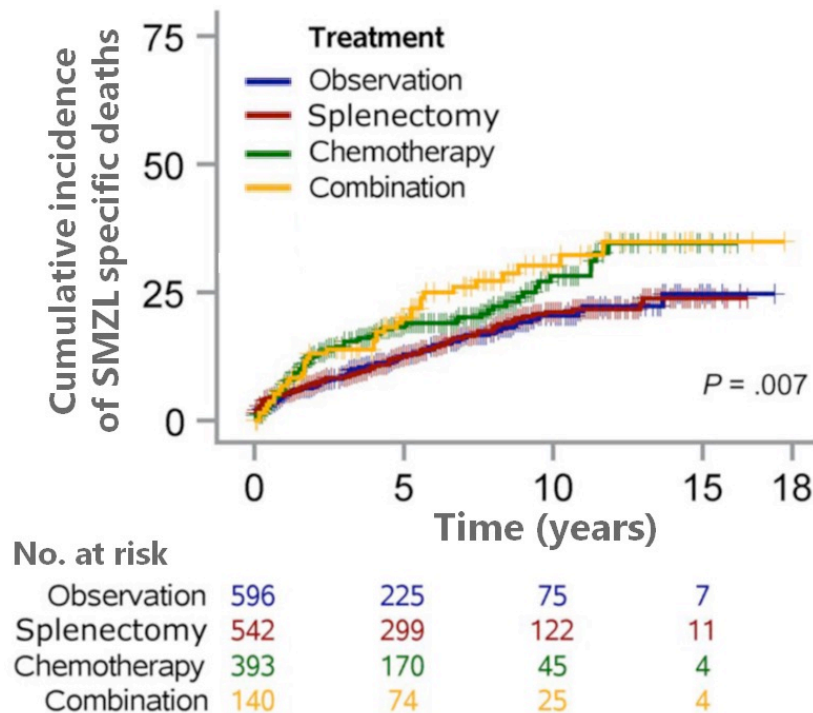 Cumulative incidence
of SMZL specific deaths
75
50
25
0
Treatment
Observation
Splenectomy
Chemotherapy
Combination
P = .007
0 5 10 15 18
Time (years)
No. at risk
Observation 596 225 75 7
Splenectomy 542 299 122 11
Chemotherapy 393 170 45 4
Combination 140 74 25 4